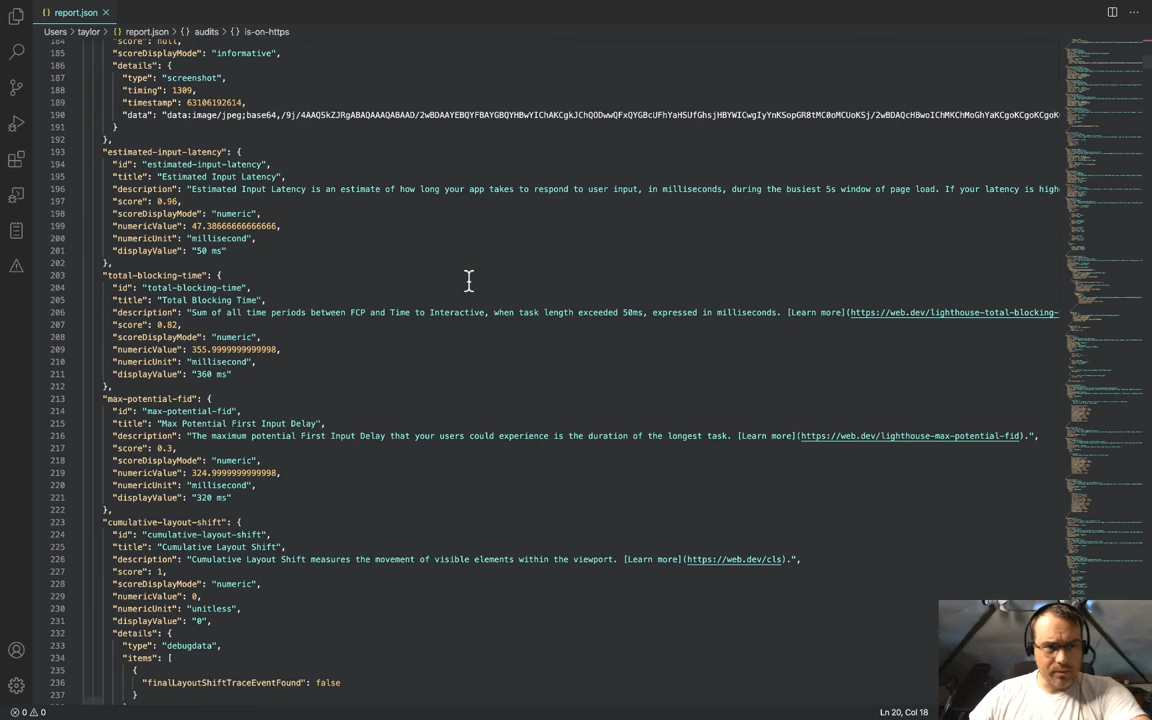 report.json
Users > taylor > report.json > audits > is-on-https
184 "score": null,
185 "scoreDisplayMode": "informative",
186 "details": {
187 "type": "screenshot",
188 "timing": 1309,
189 "timestamp": 63106192614,
190 "data": "data:image/jpeg;base64,/9j/
191 }
192 },
193 "estimated-input-latency": {
194 "id": "estimated-input-latency",
195 "title": "Estimated Input Latency",
196 "description": "Estimated Input Latency is an estimate of how long your app takes to respond to user input, in milliseconds, during the busiest 5s window of page load. If your latency is high
197 "score": 0.96,
198 "scoreDisplayMode": "numeric",
199 "numericValue": 47.38666666666666,
200 "numericUnit": "millisecond",
201 "displayValue": "50 ms"
202 },
203 "total-blocking-time": {
204 "id": "total-blocking-time",
205 "title": "Total Blocking Time",
206 "description": "Sum of all time periods between FCP and Time to Interactive, when task length exceeded 50ms, expressed in milliseconds. [Learn more](https://web.dev/lighthouse-total-blocking-
207 "score": 0.82,
208 "scoreDisplayMode": "numeric",
209 "numericValue": 355.9999999999998,
210 "numericUnit": "millisecond",
211 "displayValue": "360 ms"
212 },
213 "max-potential-fid": {
214 "id": "max-potential-fid",
215 "title": "Max Potential First Input Delay",
216 "description": "The maximum potential First Input Delay that your users could experience is the duration of the longest task. [Learn more](https://web.dev/lighthouse-max-potential-fid).",
217 "score": 0.3,
218 "scoreDisplayMode": "numeric",
219 "numericValue": 324.9999999999998,
220 "numericUnit": "millisecond",
221 "displayValue": "320 ms"
222 },
223 "cumulative-layout-shift": {
224 "id": "cumulative-layout-shift",
225 "title": "Cumulative Layout Shift",
226 "description": "Cumulative Layout Shift measures the movement of visible elements within the viewport. [Learn more](https://web.dev/cls).",
227 "score": 1,
228 "scoreDisplayMode": "numeric",
229 "numericValue": 0,
230 "numericUnit": "unitless",
231 "displayValue": "0",
232 "details": {
233 "type": "debugdata",
234 "items": [
235 {
236 "finalLayoutShiftTraceEventFound": false
237 }
0 0
Ln 20, Col 18